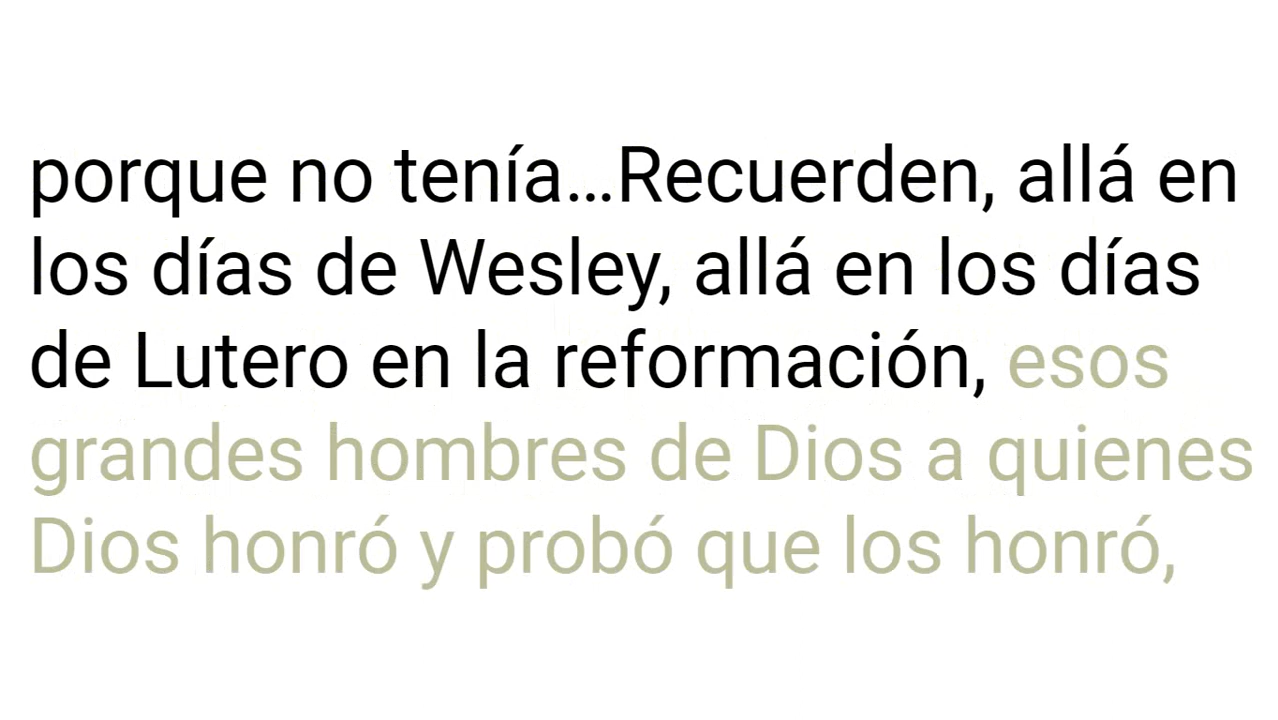 porque no tenía...Recuerden, allá en
los días de Wesley, allá en los días
de Lutero en la reformación, esos
grandes hombres de Dios a quienes
Dios honró y probó que los honró,